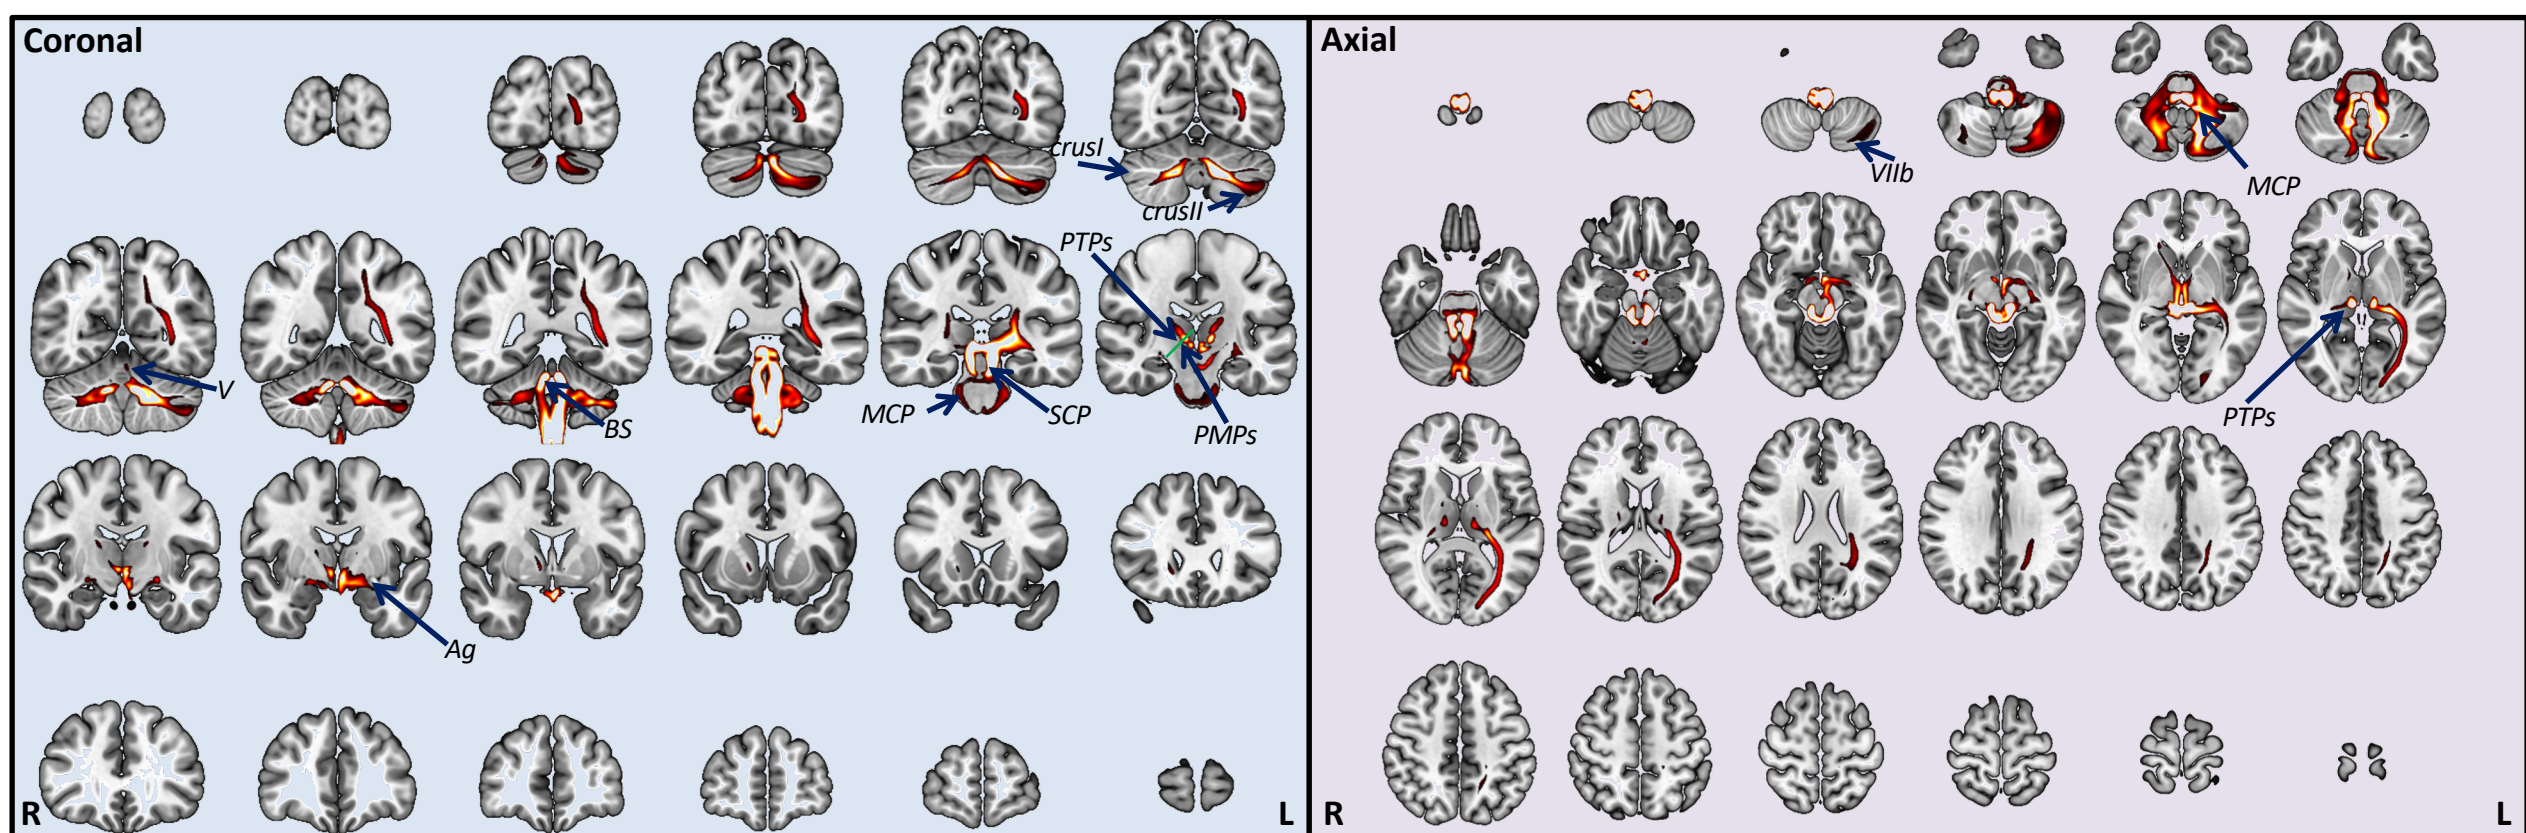 Coronal
crusI
crusII
PTPs
V
BS
MCP
SCP
PMPs
Ag
R
L
Axial
VIIb
MCP
PTPs
R
L